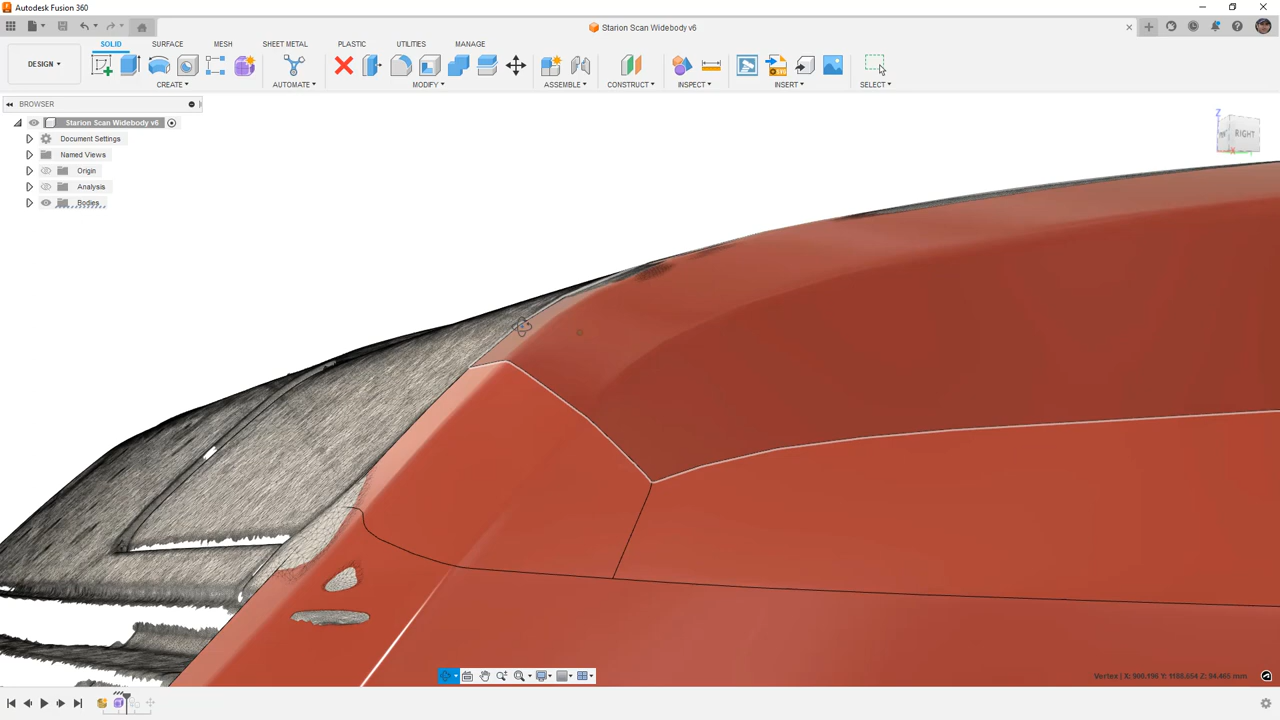 Autodesk Fusion 360
Starion Scan Widebody v6
DESIGN
SOLID
SURFACE
MESH
SHEET METAL
PLASTIC
UTILITIES
MANAGE
CREATE
AUTOMATE
MODIFY
ASSEMBLE
CONSTRUCT
INSPECT
INSERT
SELECT
BROWSER
Starion Scan Widebody v6
Document Settings
Named Views
Origin
Analysis
Bodies
Z
RIGHT
Vertex | X: 900.196 Y: 1188.654 Z: 94.465 mm